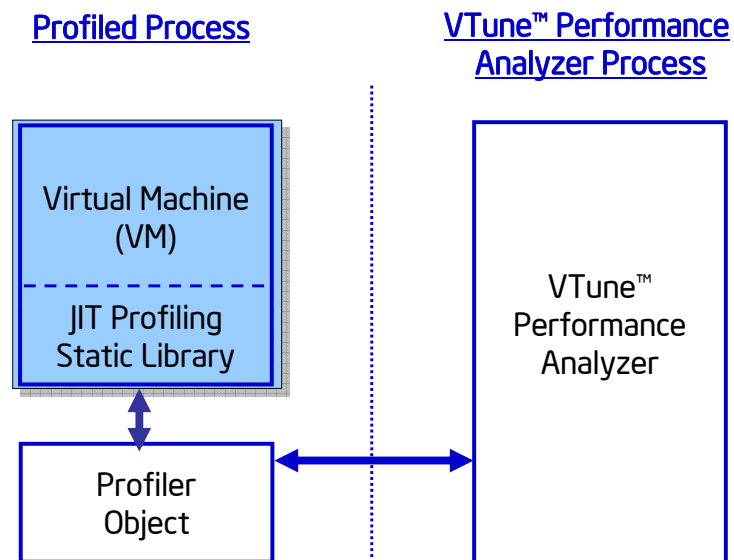 Profiled Process
VTune™ Performance
Analyzer Process
Virtual Machine
(VM)
JIT Profiling
Static Library
VTune™
Performance
Analyzer
Profiler
Object